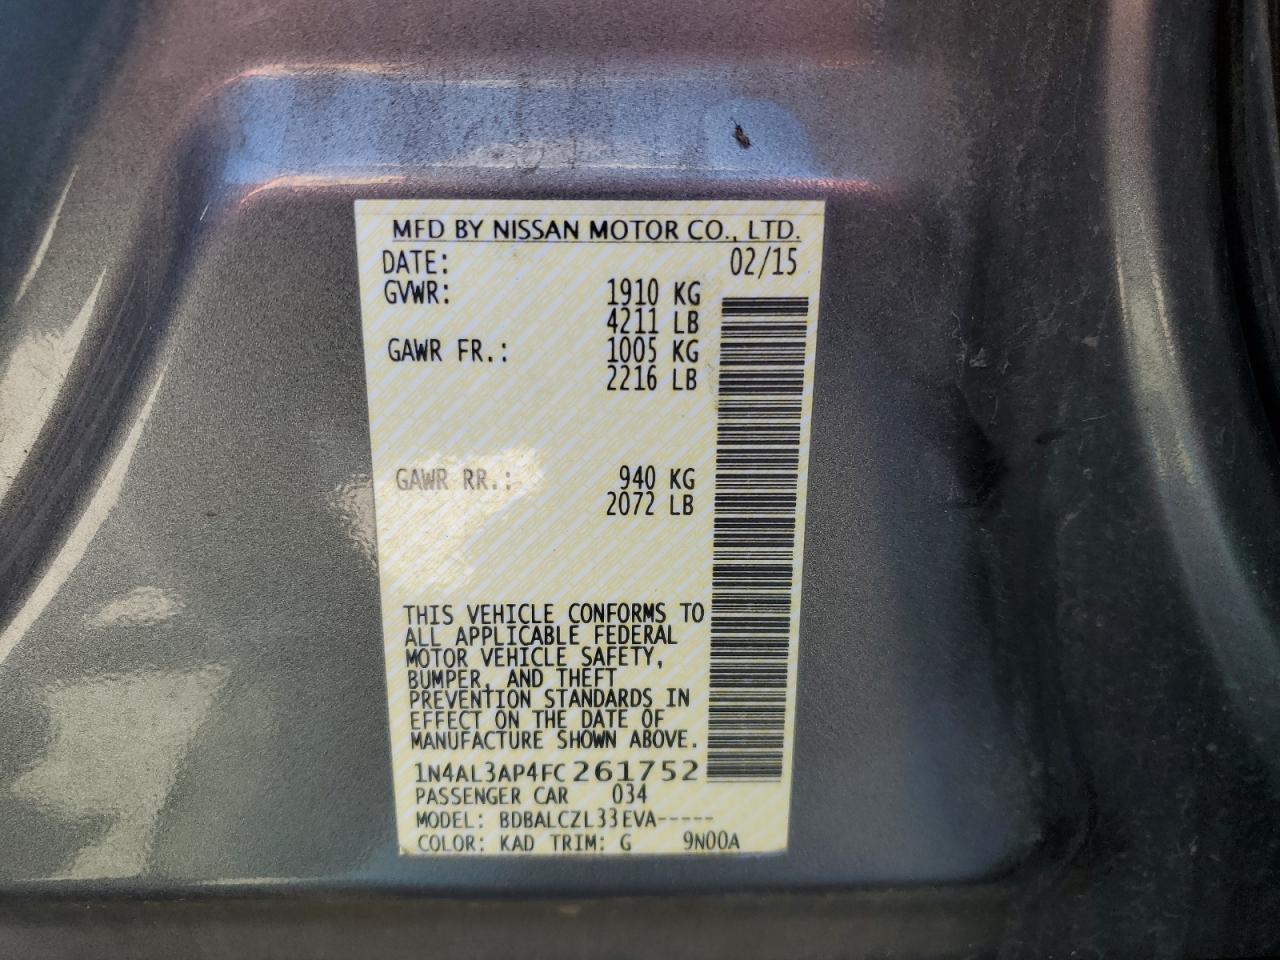 MFD BY NISSAN MOTOR CO., LTD.
DATE: 02/15
GVWR: 1910 KG
4211 LB
GAWR FR.: 1005 KG
2216 LB
GAWR RR.: 940 KG
2072 LB
THIS VEHICLE CONFORMS TO
ALL APPLICABLE FEDERAL
MOTOR VEHICLE SAFETY,
BUMPER, AND THEFT
PREVENTION STANDARDS IN
EFFECT ON THE DATE OF
MANUFACTURE SHOWN ABOVE.
1N4AL3AP4FC261752
PASSENGER CAR 034
MODEL: BDBALCZL33EVA-----
COLOR: KAD TRIM: G 9N00A